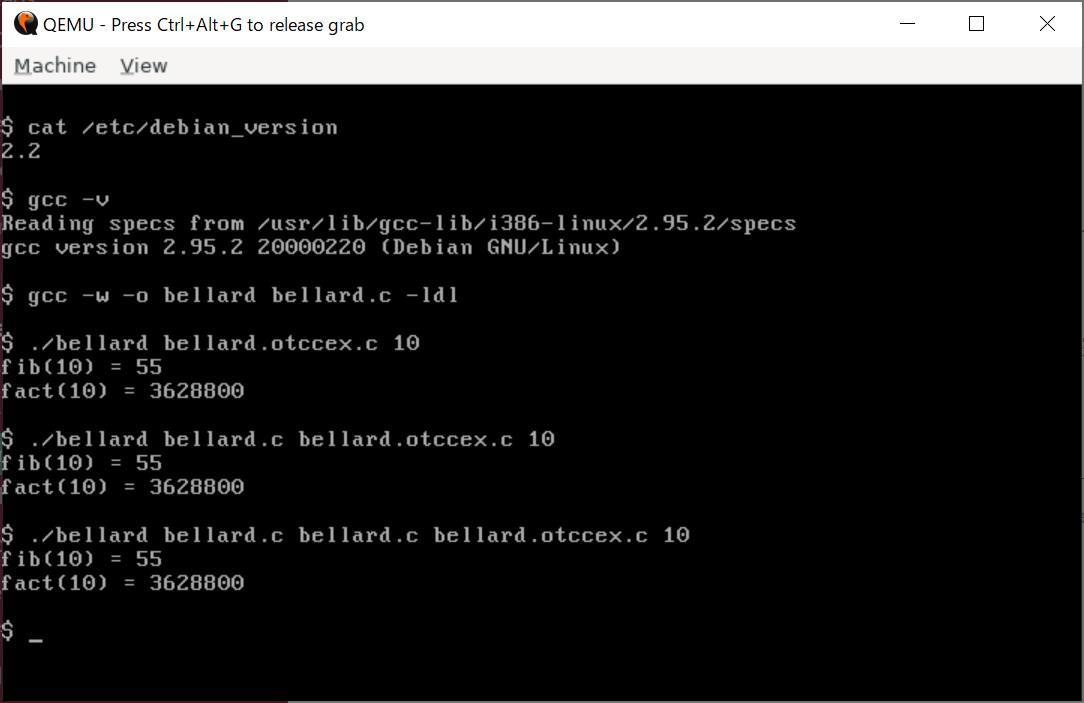 QEMU - Press Ctrl+Alt+G to release grab
Machine View
$ cat /etc/debian_version
2.2
$ gcc -v
Reading specs from /usr/lib/gcc-lib/i386-linux/2.95.2/specs
gcc version 2.95.2 20000220 (Debian GNU/Linux)
$ gcc -w -o bellard bellard.c -ldl
$ ./bellard bellard.otccex.c 10
fib(10) = 55
fact(10) = 3628800
$ ./bellard bellard.c bellard.otccex.c 10
fib(10) = 55
fact(10) = 3628800
$ ./bellard bellard.c bellard.c bellard.otccex.c 10
fib(10) = 55
fact(10) = 3628800
$ _